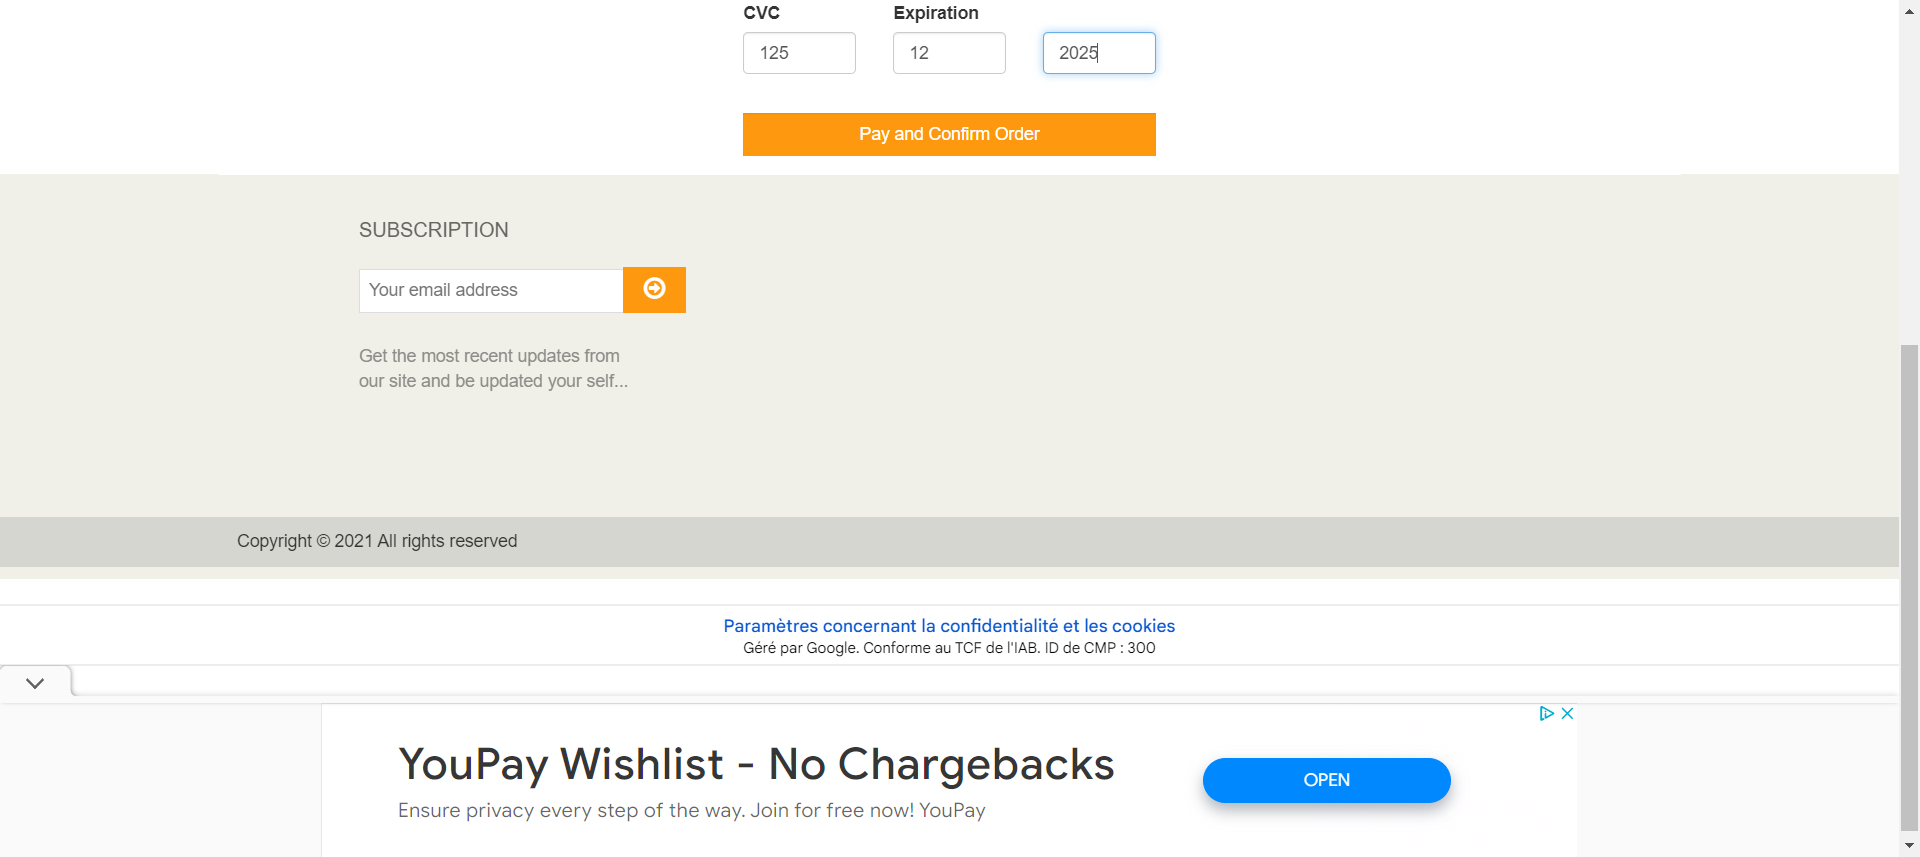 CVC Expiration
125 12 2025
Pay and Confirm Order
SUBSCRIPTION
Your email address
Get the most recent updates from
our site and be updated your self...
Copyright © 2021 All rights reserved
Paramètres concernant la confidentialité et les cookies
Géré par Google. Conforme au TCF de l'IAB. ID de CMP : 300
YouPay Wishlist - No Chargebacks
Ensure privacy every step of the way. Join for free now! YouPay
OPEN